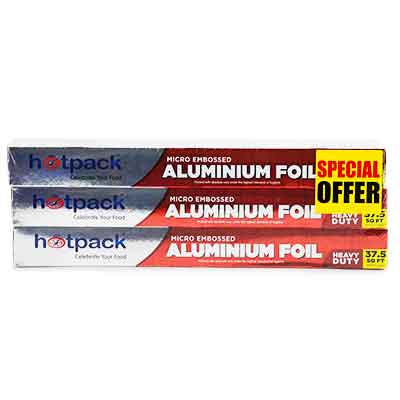 hotpack
Celebrate Your Food
MICRO EMBOSSED
ALUMINIUM FOIL
SPECIAL
OFFER
hotpack
Celebrate Your Food
MICRO EMBOSSED
ALUMINIUM FOIL
HEAVY
DUTY
37.5
SQ FT
hotpack
Celebrate Your Food
MICRO EMBOSSED
ALUMINIUM FOIL
HEAVY
DUTY
37.5
SQ FT